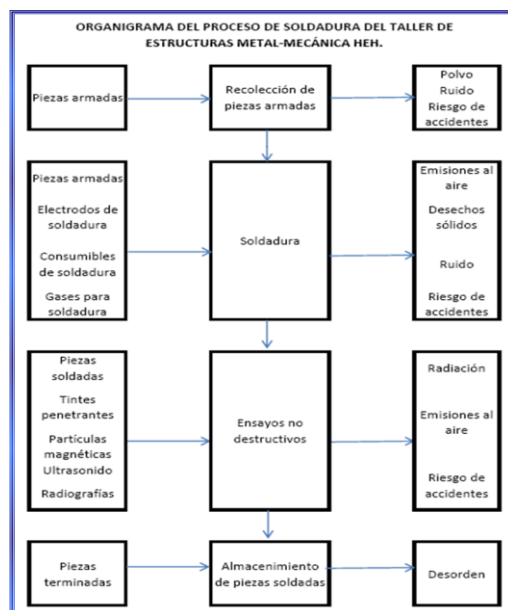 ORGANIGRAMA DEL PROCESO DE SOLDADURA DEL TALLER DE
ESTRUCTURAS METAL-MECÁNICA HEH.
Piezas armadas
Recolección de
piezas armadas
Polvo
Ruido
Riesgo de
accidentes
Piezas armadas
Electrodos de
soldadura
Consumibles
de soldadura
Gases para
soldadura
Soldadura
Emisiones al
aire
Desechos
sólidos
Ruido
Riesgo de
accidentes
Piezas
soldadas
Tintes
penetrantes
Partículas
magnéticas
Ultrasonido
Radiografías
Ensayos no
destructivos
Radiación
Emisiones al
aire
Riesgo de
accidentes
Piezas
terminadas
Almacenimiento
de piezas soldadas
Desorden